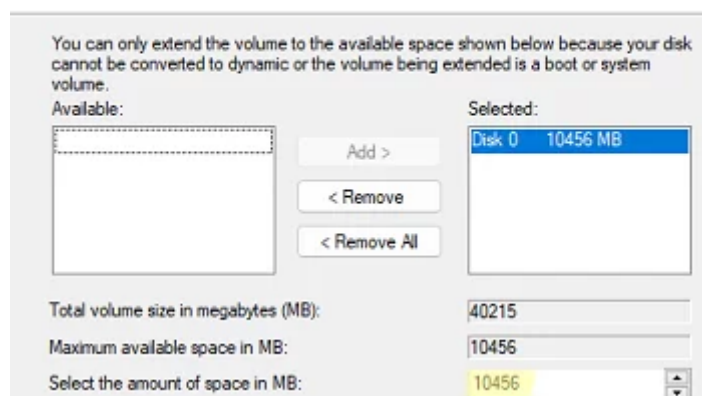 You can only extend the volume to the available space shown below because your disk
cannot be converted to dynamic or the volume being extended is a boot or system
volume.
Available:
Selected:
Disk 0 10456 MB
Add >
< Remove
< Remove All
Total volume size in megabytes (MB): 40215
Maximum available space in MB: 10456
Select the amount of space in MB: 10456